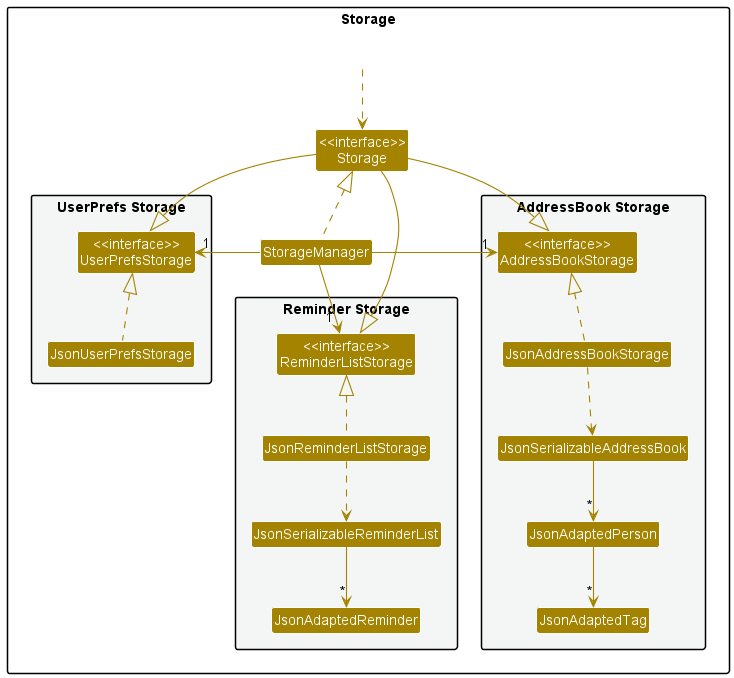 Storage
<<interface>>
Storage
UserPrefs Storage
AddressBook Storage
<<interface>>
UserPrefsStorage
1
StorageManager
1
<<interface>>
AddressBookStorage
Reminder Storage
1
<<interface>>
ReminderListStorage
JsonUserPrefsStorage
JsonAddressBookStorage
JsonReminderListStorage
JsonSerializableAddressBook
*
JsonSerializableReminderList
JsonAdaptedPerson
*
*
JsonAdaptedReminder
JsonAdaptedTag